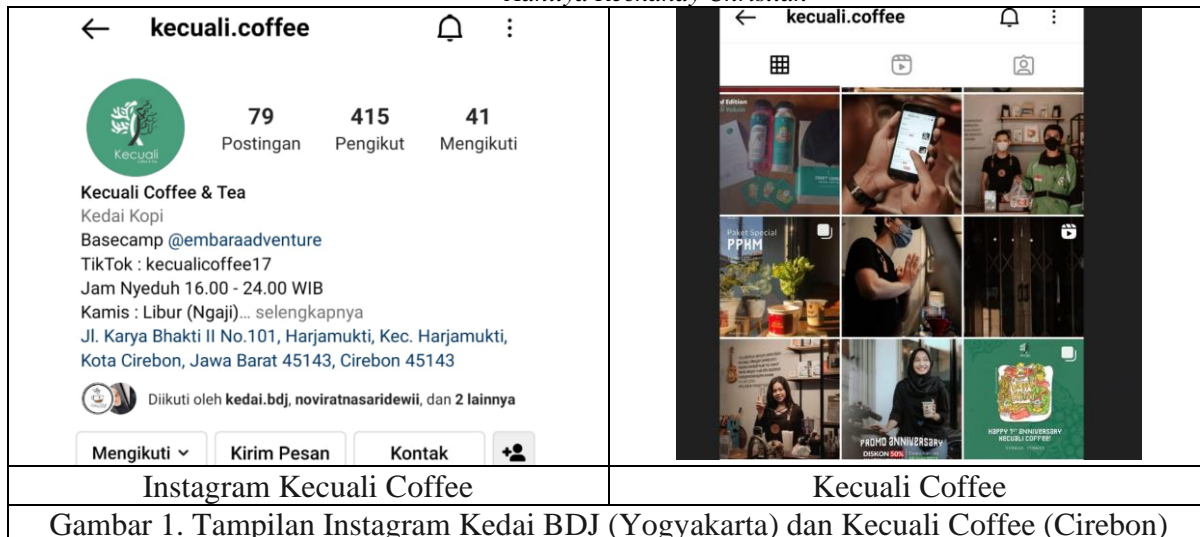 kecuali.coffee
Kecuali
79 415 41
Postingan Pengikut Mengikuti
Kecuali Coffee & Tea
Kedai Kopi
Basecamp @embaraadventure
TikTok : kecualicoffee17
Jam Nyeduh 16.00 - 24.00 WIB
Kamis : Libur (Ngaji)... selengkapnya
Jl. Karya Bhakti II No.101, Harjamukti, Kec. Harjamukti,
Kota Cirebon, Jawa Barat 45143, Cirebon 45143
Diikuti oleh kedai.bdj, noviratnasaridewii, dan 2 lainnya
Mengikuti Kirim Pesan Kontak
kecuali.coffee
Edition
Paket Special
PPKM
PROMO ANNIVERSARY
DISKON 50%
HAPPY 1st ANNIVERSARY
KECUALI COFFEE!
Instagram Kecuali Coffee
Kecuali Coffee
Gambar 1. Tampilan Instagram Kedai BDJ (Yogyakarta) dan Kecuali Coffee (Cirebon)